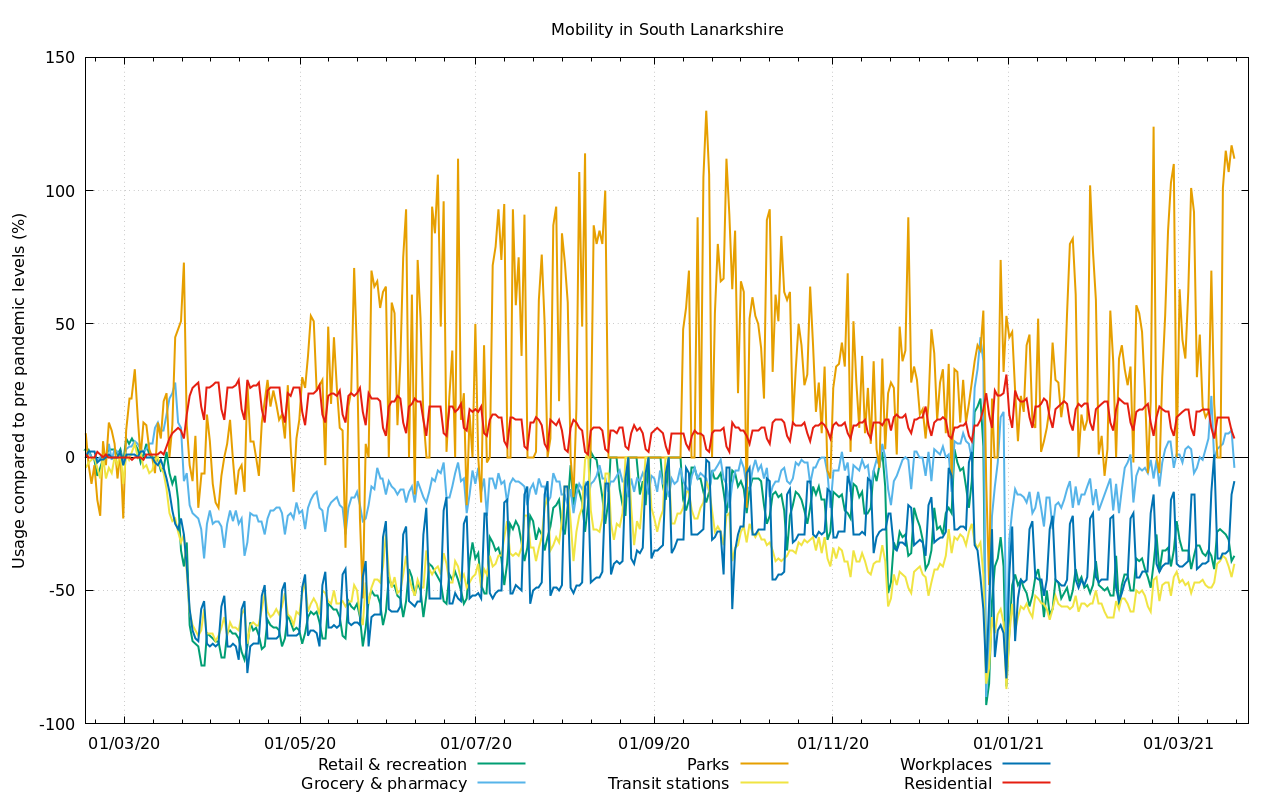 Mobility in South Lanarkshire
Usage compared to pre pandemic levels (%)
150
100
50
0
-50
-100
01/03/20 01/05/20 01/07/20 01/09/20 01/11/20 01/01/21 01/03/21
Retail & recreation Parks Workplaces
Grocery & pharmacy Transit stations Residential